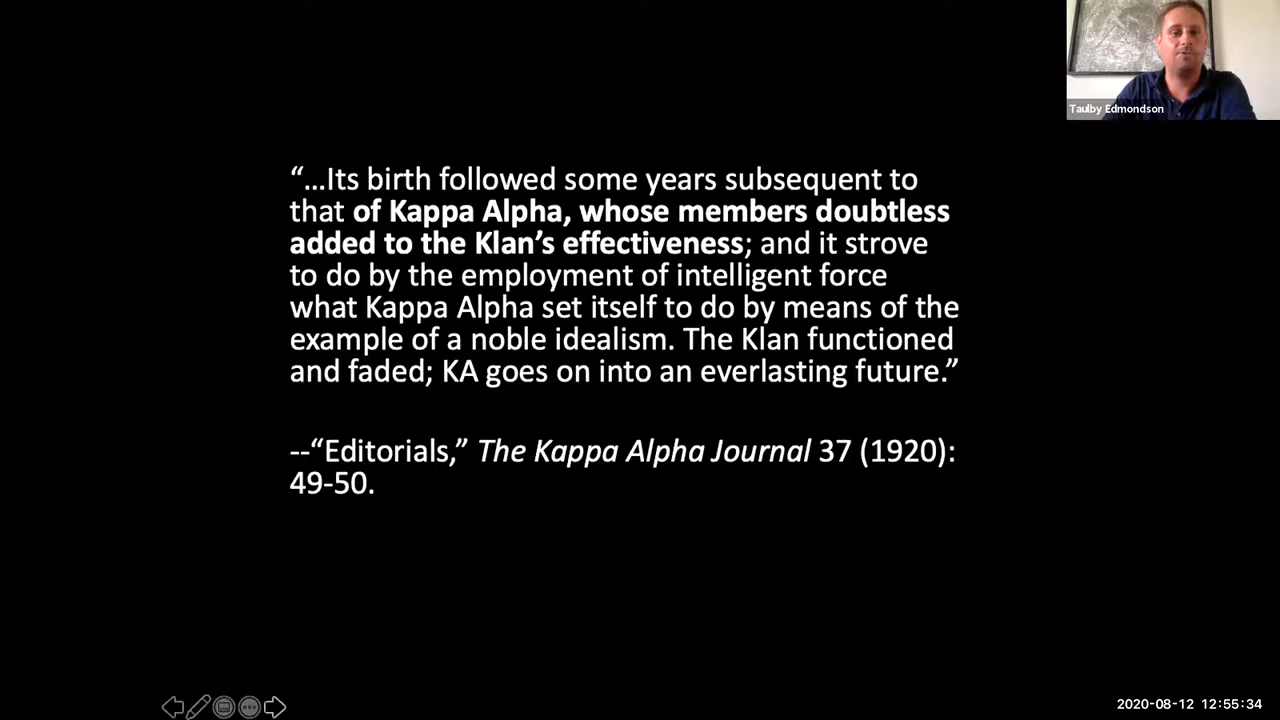 Taulby Edmondson
“...Its birth followed some years subsequent to
that of Kappa Alpha, whose members doubtless
added to the Klan’s effectiveness; and it strove
to do by the employment of intelligent force
what Kappa Alpha set itself to do by means of the
example of a noble idealism. The Klan functioned
and faded; KA goes on into an everlasting future.”
--“Editorials,” The Kappa Alpha Journal 37 (1920):
49-50.
2020-08-12 12:55:34